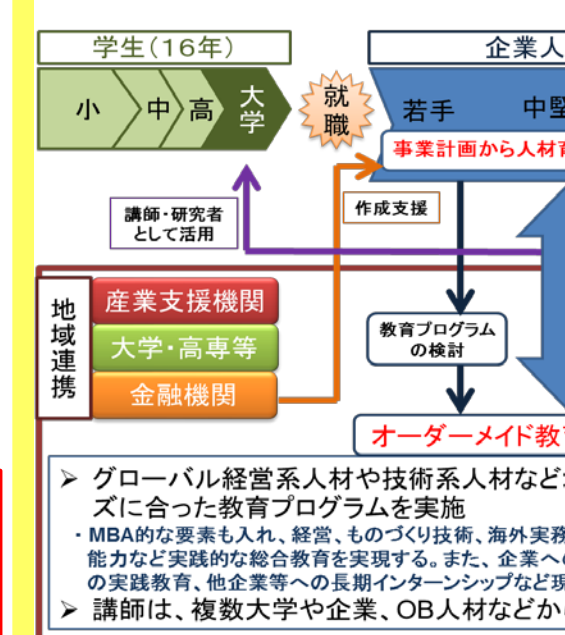 学生(16年)
企業人
小
中
高
大学
就職
若手
中堅
事業計画から人材
講師・研究者
として活用
作成支援
地域連携
産業支援機関
大学・高専等
金融機関
教育プログラム
の検討
オーダーメイド教
➢ グローバル経営系人材や技術系人材など
ズに合った教育プログラムを実施
・MBA的な要素も入れ、経営、ものづくり技術、海外実務
能力など実践的な総合教育を実現する。また、企業への
の実践教育、他企業等への長期インターンシップなど現
➢ 講師は、複数大学や企業、OB人材などか